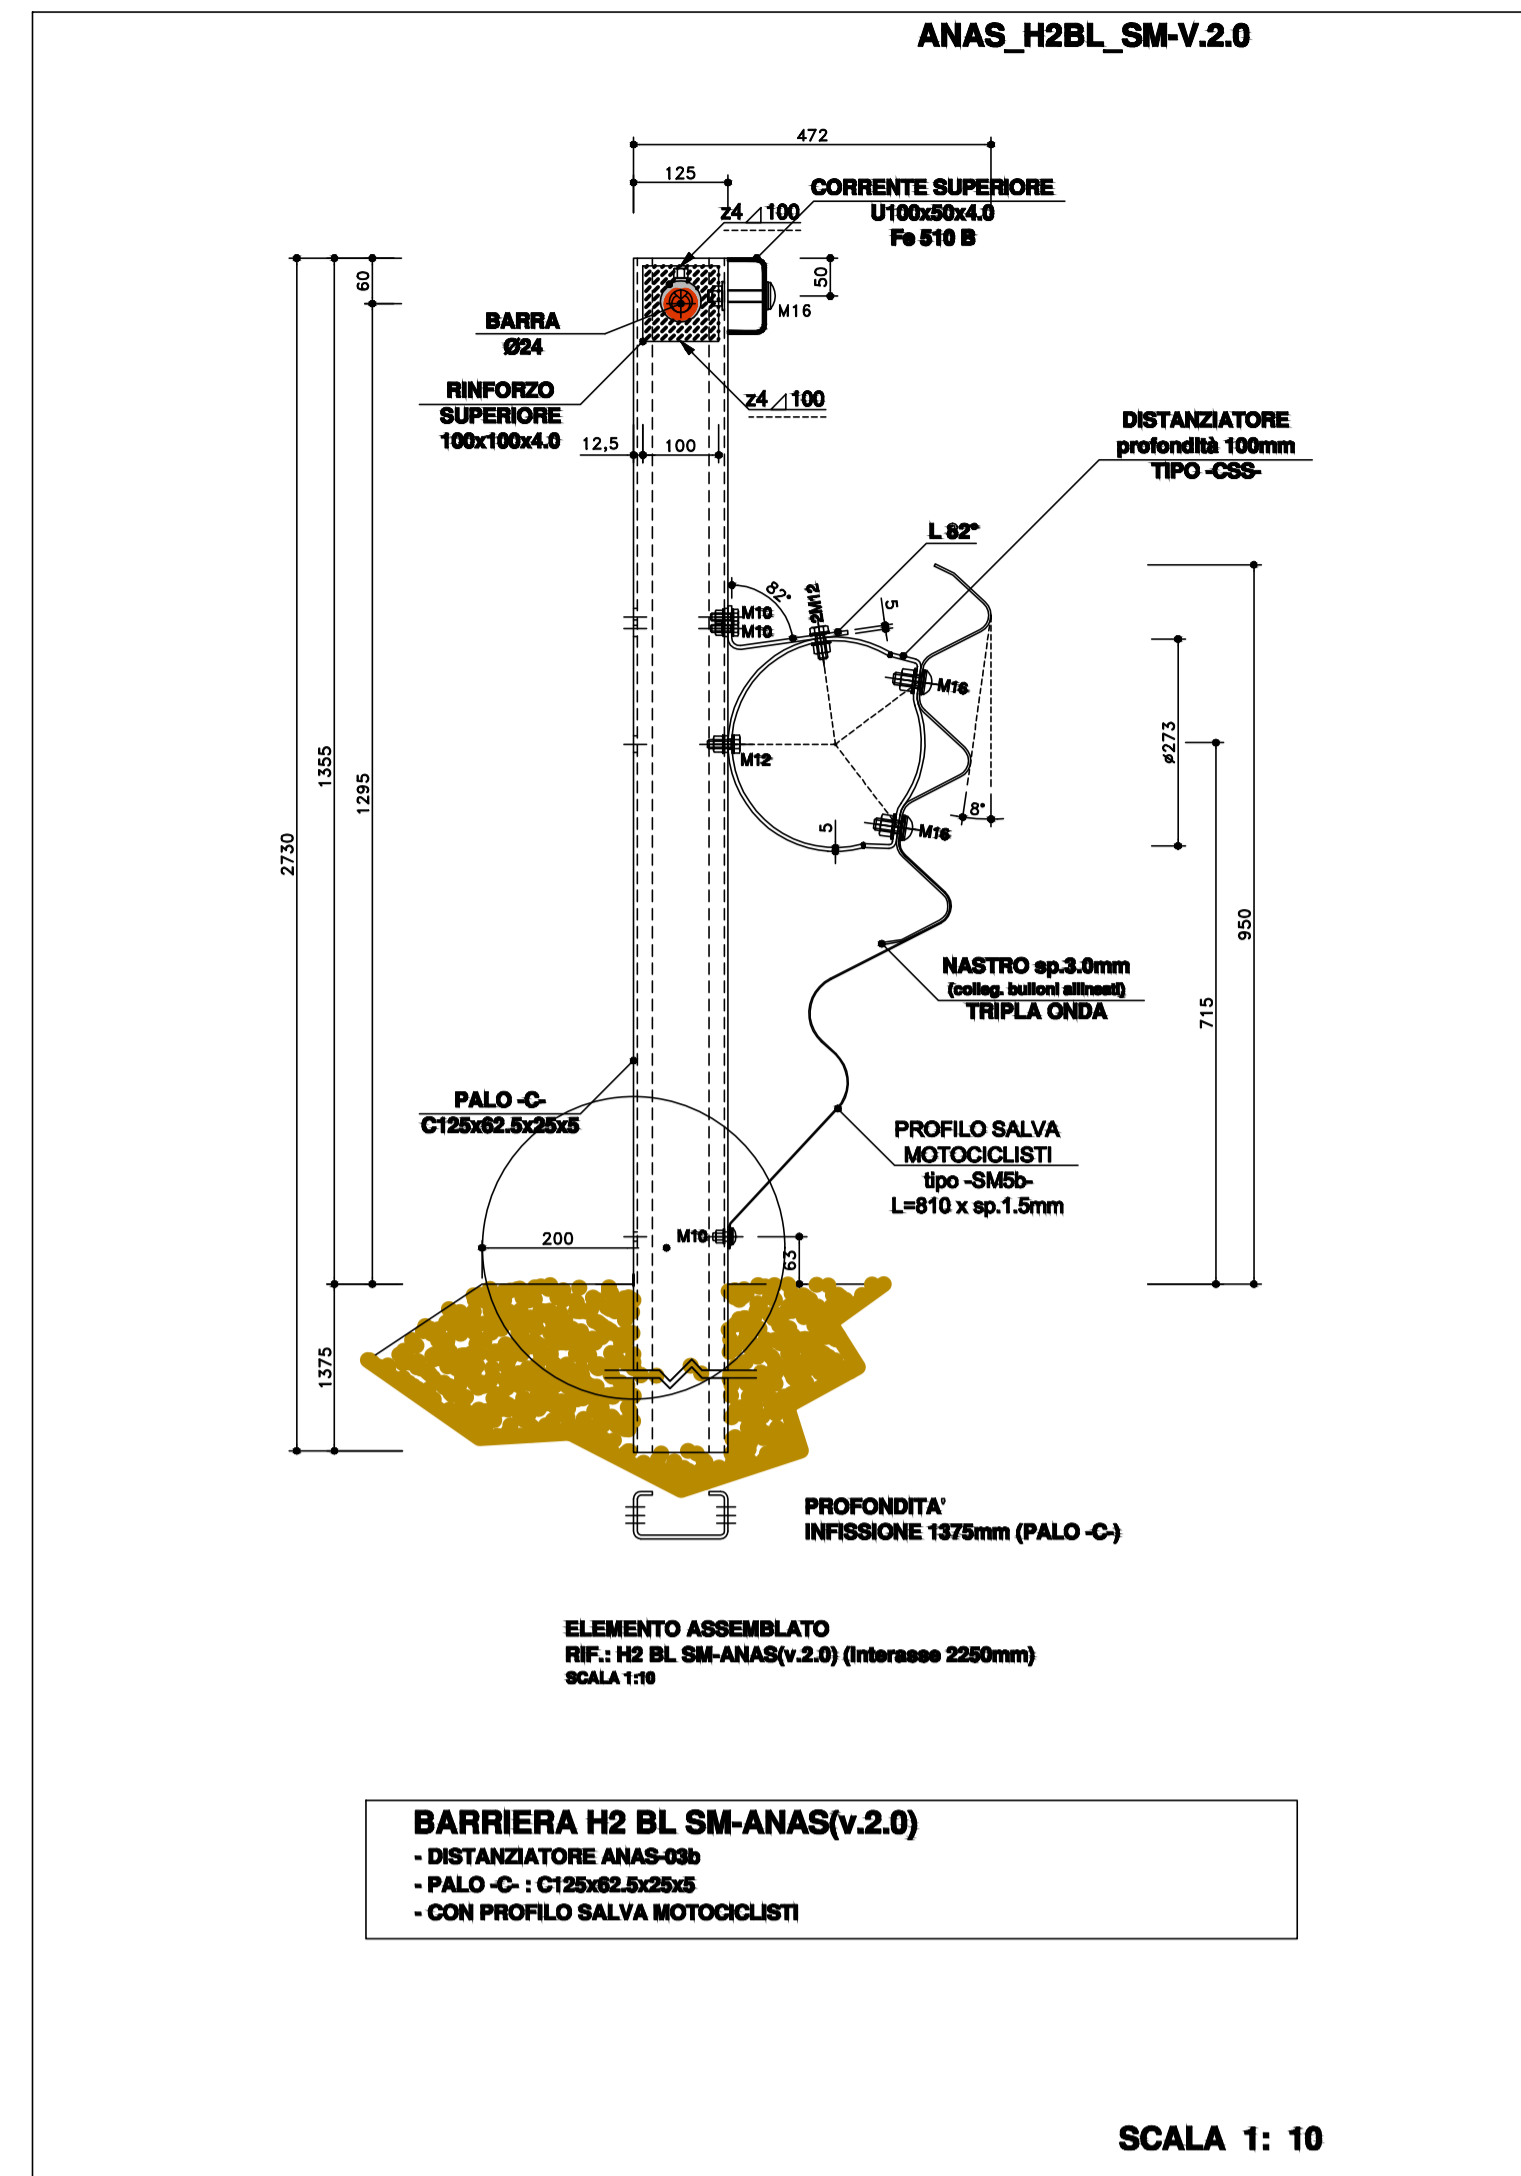 ANAS_H2BL_SM-V.2.0
472
125
CORRENTE SUPERIORE
U100x50x4.0
Fe 510 B
z4 100
60
50
M16
BARRA
Ø24
RINFORZO
SUPERIORE
100x100x4.0
z4 100
12,5
100
DISTANZIATORE
profondità 100mm
TIPO -CSS-
L 82°
82°
2M12
5
M10
M10
M16
M12
ø273
8°
5
M16
1355
1295
2730
950
715
NASTRO sp.3.0mm
(colleg. bulloni allineati)
TRIPLA ONDA
PALO -C-
C125x62.5x25x5
PROFILO SALVA
MOTOCICLISTI
tipo -SM5b-
L=810 x sp.1.5mm
200
M10
63
1375
PROFONDITA'
INFISSIONE 1375mm (PALO -C-)
ELEMENTO ASSEMBLATO
RIF.: H2 BL SM-ANAS(v.2.0) (Interasse 2250mm)
SCALA 1:10
BARRIERA H2 BL SM-ANAS(v.2.0)
- DISTANZIATORE ANAS-03b
- PALO -C- : C125x62.5x25x5
- CON PROFILO SALVA MOTOCICLISTI
SCALA 1: 10